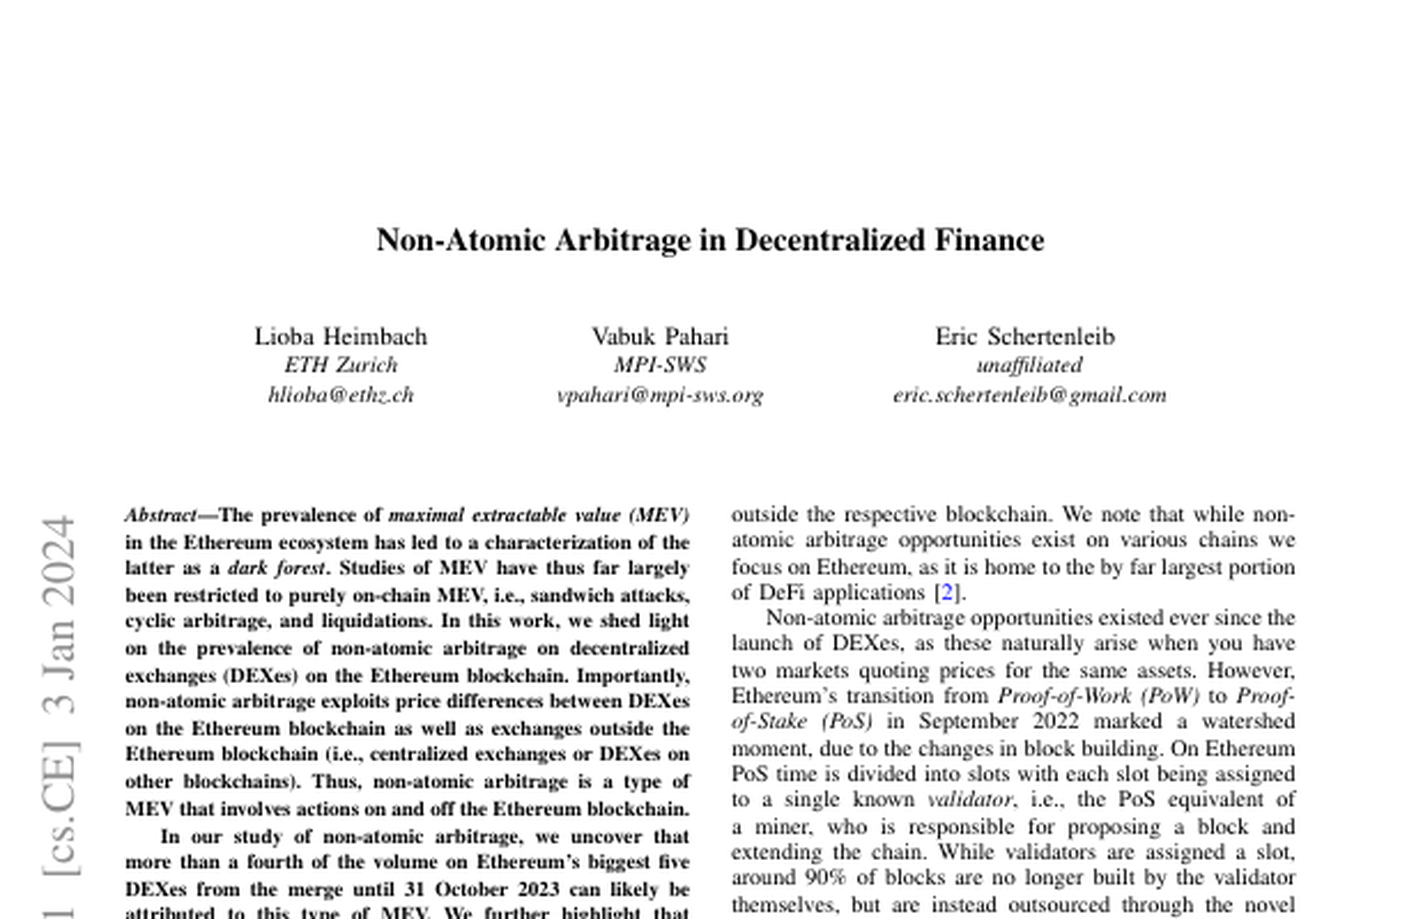 Non-Atomic Arbitrage in Decentralized Finance
Lioba Heimbach
ETH Zurich
hlioba@ethz.ch
Vabuk Pahari
MPI-SWS
vpahari@mpi-sws.org
Eric Schertenleib
unaffiliated
eric.schertenleib@gmail.com
1 [cs.CE] 3 Jan 2024
Abstract—The prevalence of maximal extractable value (MEV)
in the Ethereum ecosystem has led to a characterization of the
latter as a dark forest. Studies of MEV have thus far largely
been restricted to purely on-chain MEV, i.e., sandwich attacks,
cyclic arbitrage, and liquidations. In this work, we shed light
on the prevalence of non-atomic arbitrage on decentralized
exchanges (DEXes) on the Ethereum blockchain. Importantly,
non-atomic arbitrage exploits price differences between DEXes
on the Ethereum blockchain as well as exchanges outside the
Ethereum blockchain (i.e., centralized exchanges or DEXes on
other blockchains). Thus, non-atomic arbitrage is a type of
MEV that involves actions on and off the Ethereum blockchain.
In our study of non-atomic arbitrage, we uncover that
more than a fourth of the volume on Ethereum's biggest five
DEXes from the merge until 31 October 2023 can likely be
attributed to this type of MEV. We further highlight that
outside the respective blockchain. We note that while non-
atomic arbitrage opportunities exist on various chains we
focus on Ethereum, as it is home to the by far largest portion
of DeFi applications [2].
Non-atomic arbitrage opportunities existed ever since the
launch of DEXes, as these naturally arise when you have
two markets quoting prices for the same assets. However,
Ethereum's transition from Proof-of-Work (PoW) to Proof-
of-Stake (PoS) in September 2022 marked a watershed
moment, due to the changes in block building. On Ethereum
PoS time is divided into slots with each slot being assigned
to a single known validator, i.e., the PoS equivalent of
a miner, who is responsible for proposing a block and
extending the chain. While validators are assigned a slot,
around 90% of blocks are no longer built by the validator
themselves, but are instead outsourced through the novel